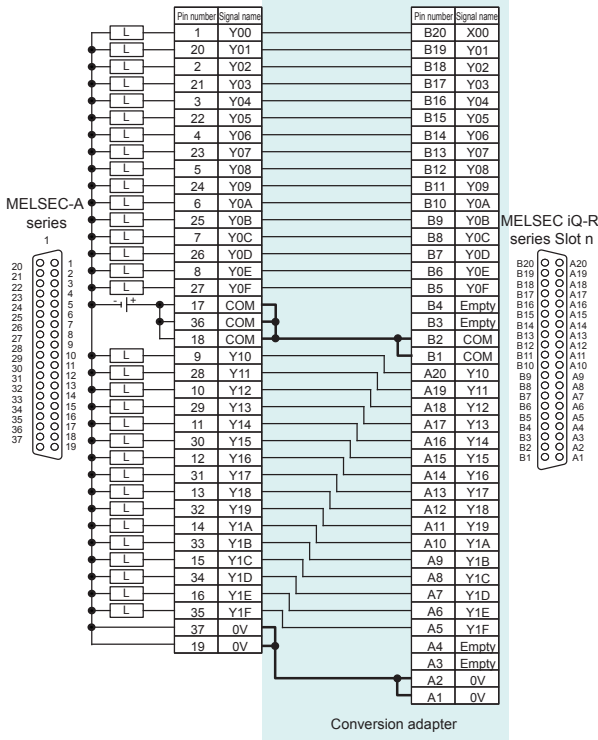 Pin number Signal name Pin number Signal name
L 1 Y00 B20 X00
L 20 Y01 B19 Y01
L 2 Y02 B18 Y02
L 21 Y03 B17 Y03
L 3 Y04 B16 Y04
L 22 Y05 B15 Y05
L 4 Y06 B14 Y06
L 23 Y07 B13 Y07
L 5 Y08 B12 Y08
L 24 Y09 B11 Y09
L 6 Y0A B10 Y0A
L 25 Y0B B9 Y0B
L 7 Y0C B8 Y0C
L 26 Y0D B7 Y0D
L 8 Y0E B6 Y0E
L 27 Y0F B5 Y0F
- + 17 COM B4 Empty
36 COM B3 Empty
18 COM B2 COM
L 9 Y10 B1 COM
L 28 Y11 A20 Y10
L 10 Y12 A19 Y11
L 29 Y13 A18 Y12
L 11 Y14 A17 Y13
L 30 Y15 A16 Y14
L 12 Y16 A15 Y15
L 31 Y17 A14 Y16
L 13 Y18 A13 Y17
L 32 Y19 A12 Y18
L 14 Y1A A11 Y19
L 33 Y1B A10 Y1A
L 15 Y1C A9 Y1B
L 34 Y1D A8 Y1C
L 16 Y1E A7 Y1D
L 35 Y1F A6 Y1E
37 0V A5 Y1F
19 0V A4 Empty
A3 Empty
A2 0V
A1 0V
MELSEC-A
series
1
20 1
21 2
22 3
23 4
24 5
25 6
26 7
27 8
28 9
29 10
30 11
31 12
32 13
33 14
34 15
35 16
36 17
37 18
19
MELSEC iQ-R
series Slot n
B20 A20
B19 A19
B18 A18
B17 A17
B16 A16
B15 A15
B14 A14
B13 A13
B12 A12
B11 A11
B10 A10
B9 A9
B8 A8
B7 A7
B6 A6
B5 A5
B4 A4
B3 A3
B2 A2
B1 A1
Conversion adapter